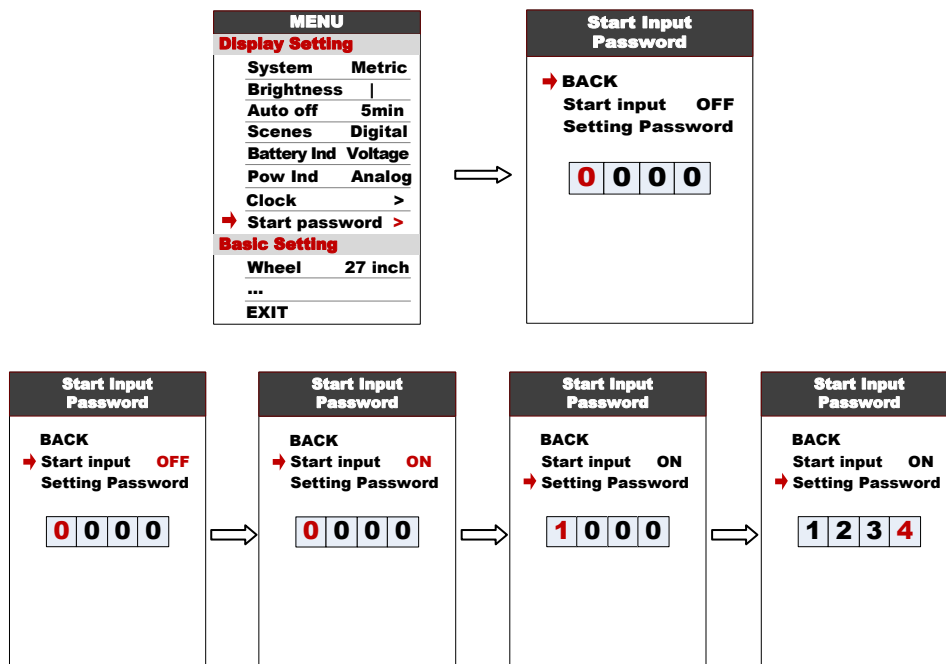 MENU
Display Setting
System Metric
Brightness |
Auto off 5min
Scenes Digital
Battery Ind Voltage
Pow Ind Analog
Clock >
Start password >
Basic Setting
Wheel 27 inch
...
EXIT
Start Input
Password
BACK
Start input OFF
Setting Password
0 0 0 0
Start Input
Password
BACK
Start input OFF
Setting Password
0 0 0 0
Start Input
Password
BACK
Start input ON
Setting Password
0 0 0 0
Start Input
Password
BACK
Start input ON
Setting Password
1 0 0 0
Start Input
Password
BACK
Start input ON
Setting Password
1 2 3 4